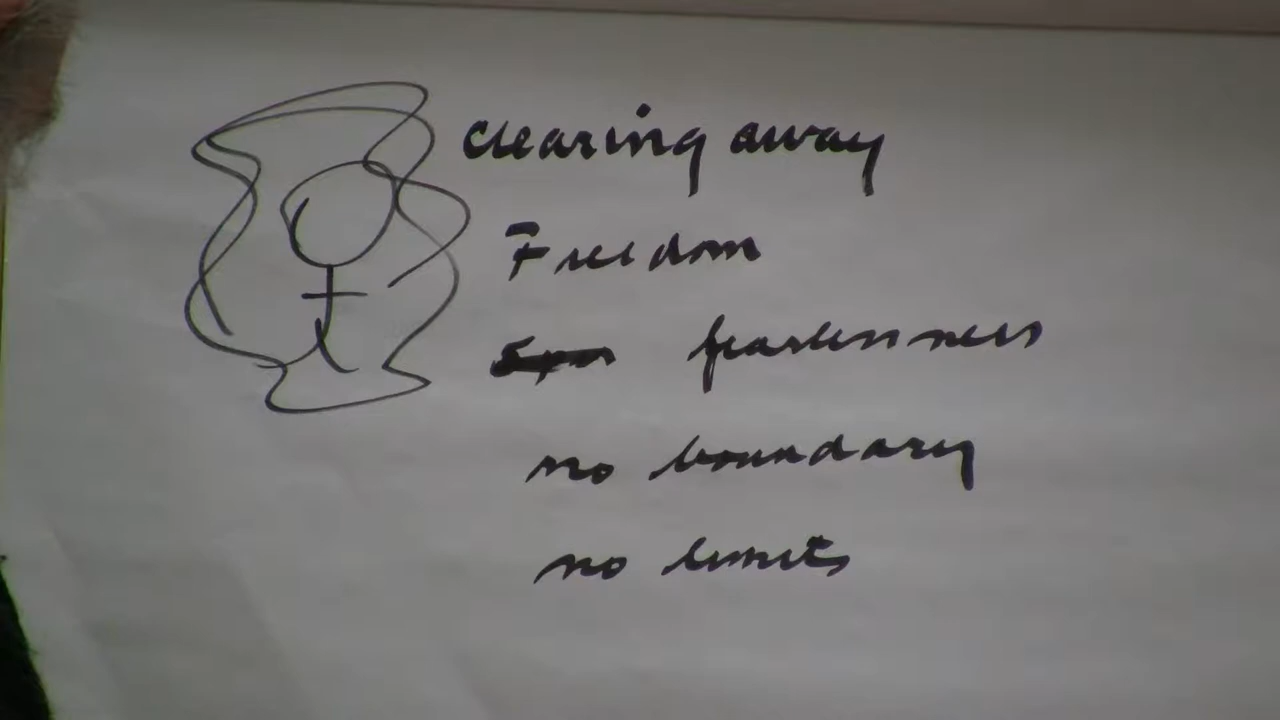 clearing away
Freedom
fearlessness
no boundary
no limits